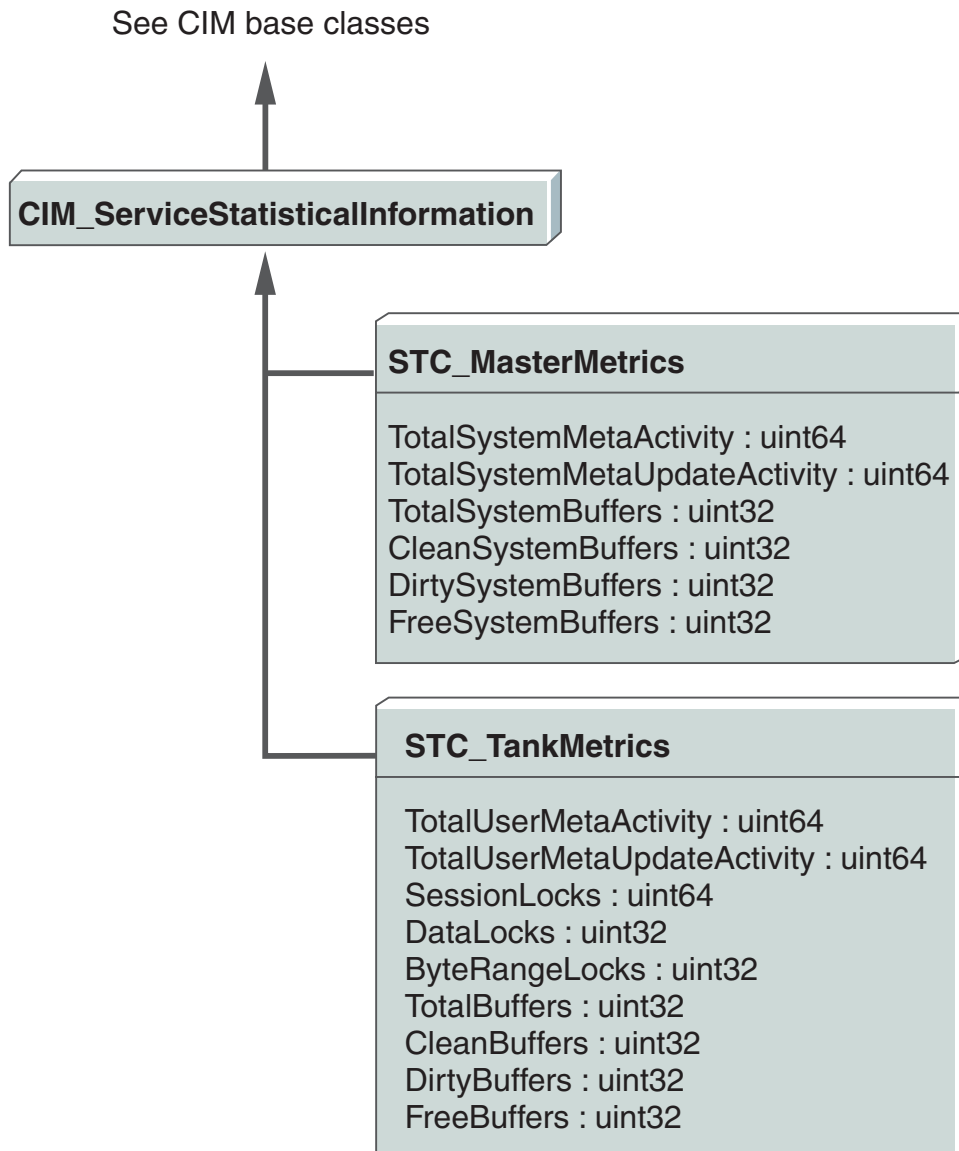 See CIM base classes
CIM_ServiceStatisticalInformation
STC_MasterMetrics
TotalSystemMetaActivity : uint64
TotalSystemMetaUpdateActivity : uint64
TotalSystemBuffers : uint32
CleanSystemBuffers : uint32
DirtySystemBuffers : uint32
FreeSystemBuffers : uint32
STC_TankMetrics
TotalUserMetaActivity : uint64
TotalUserMetaUpdateActivity : uint64
SessionLocks : uint64
DataLocks : uint32
ByteRangeLocks : uint32
TotalBuffers : uint32
CleanBuffers : uint32
DirtyBuffers : uint32
FreeBuffers : uint32